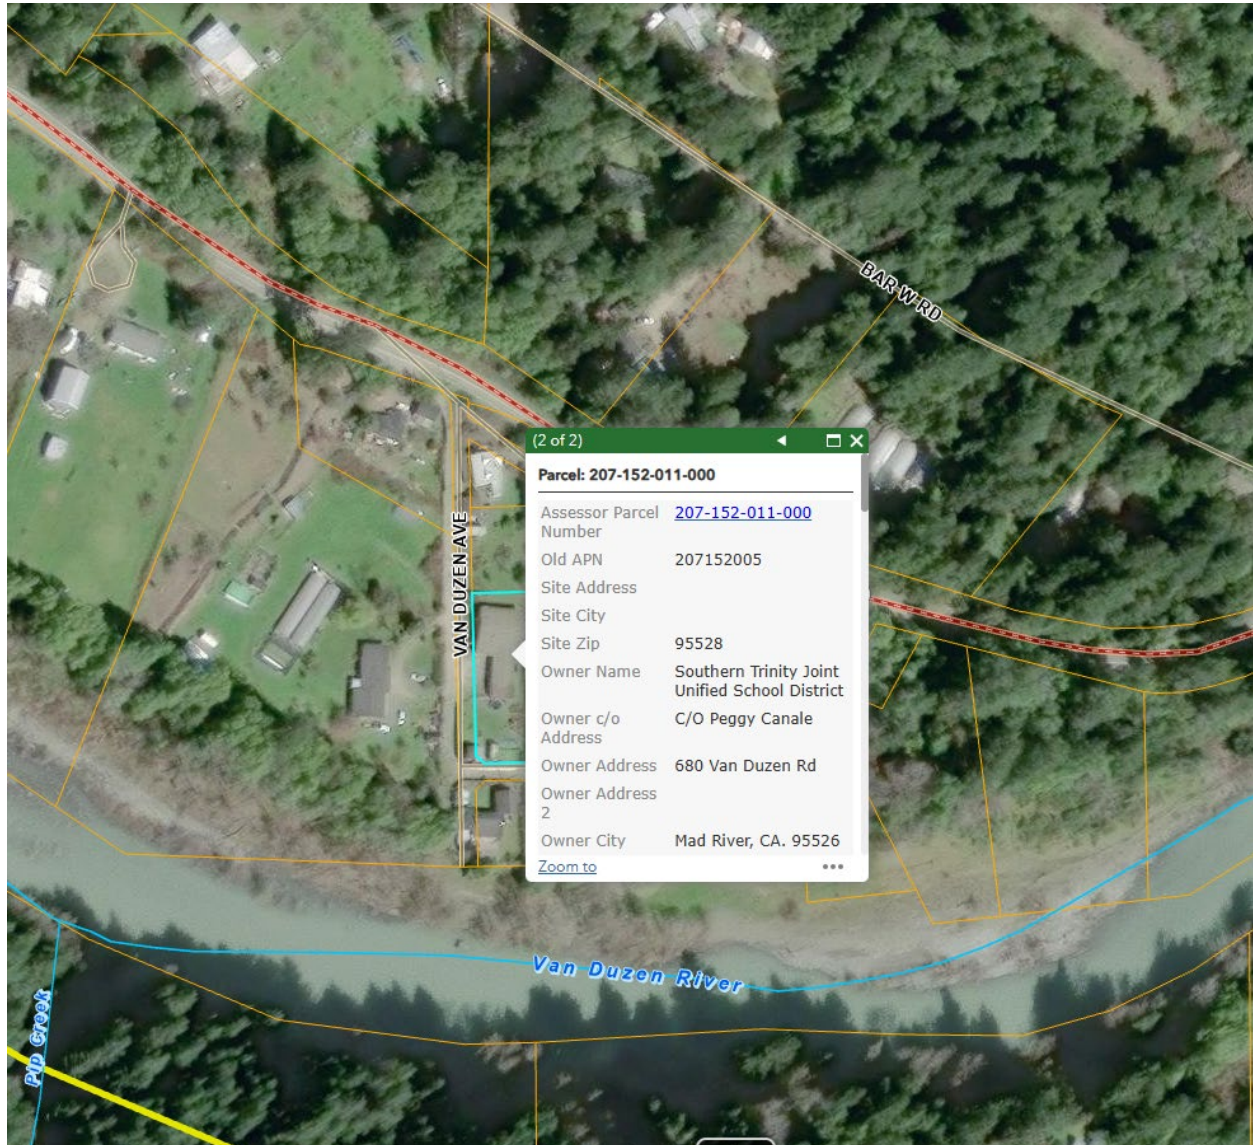 BAR W RD
(2 of 2)
Parcel: 207-152-011-000
Assessor Parcel Number 207-152-011-000
Old APN 207152005
Site Address
Site City
Site Zip 95528
Owner Name Southern Trinity Joint Unified School District
Owner c/o Address C/O Peggy Canale
Owner Address 680 Van Duzen Rd
Owner Address 2
Owner City Mad River, CA. 95526
Zoom to
VAN DUZEN AVE
Van Duzen River
Pip Creek